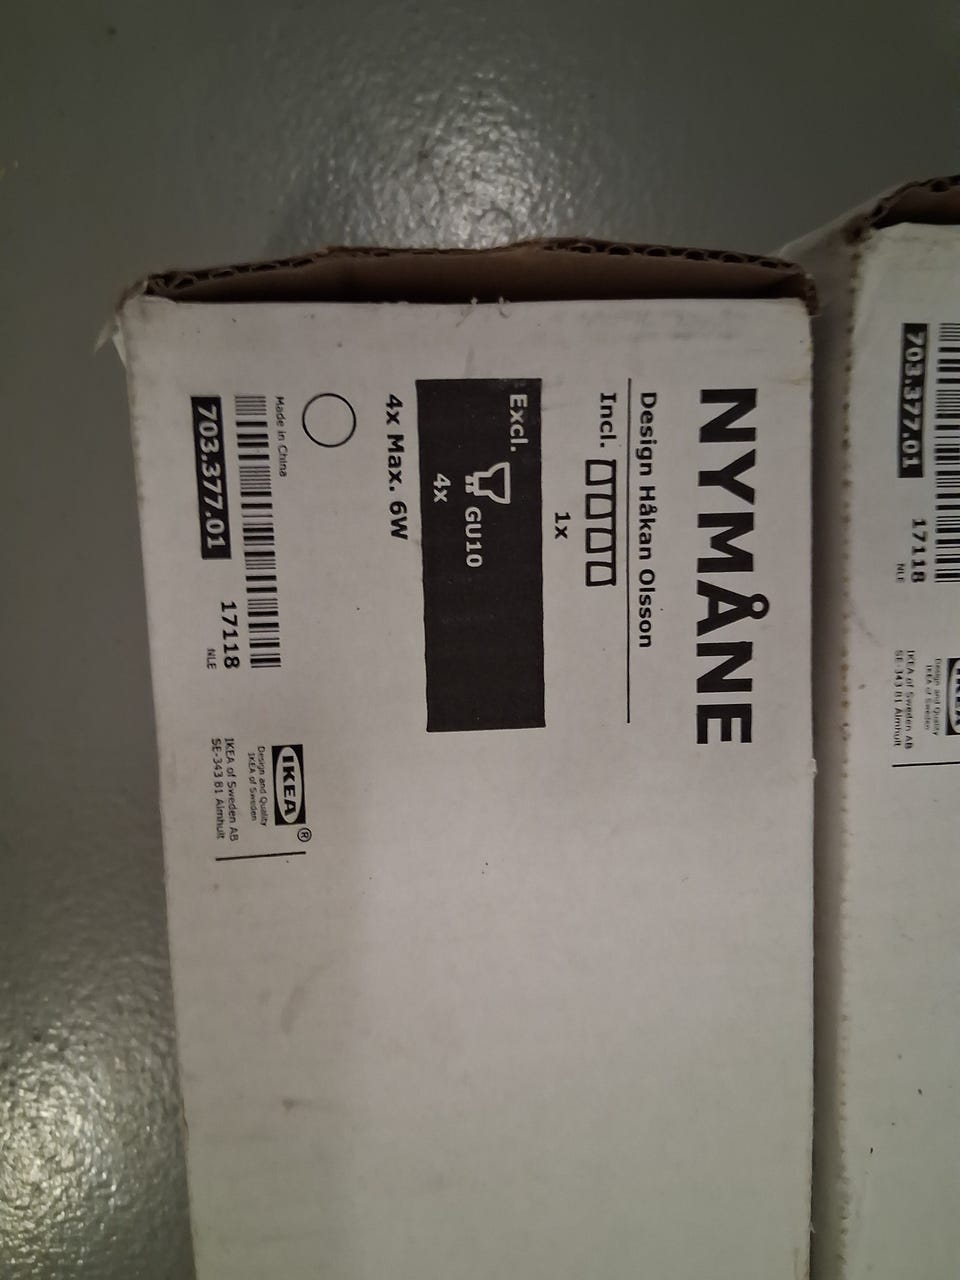 NYMÅNE
Design Håkan Olsson
Incl.
1x
Excl.
GU10
4x
4x Max. 6W
Made in China
703.377.01
17118
NLE
IKEA®
Design and Quality
IKEA of Sweden
IKEA of Sweden AB
SE-343 81 Älmhult
703.377.01
17118
NLE
IKEA
Design and Quality
IKEA of Sweden
IKEA of Sweden AB
SE-343 81 Älmhult